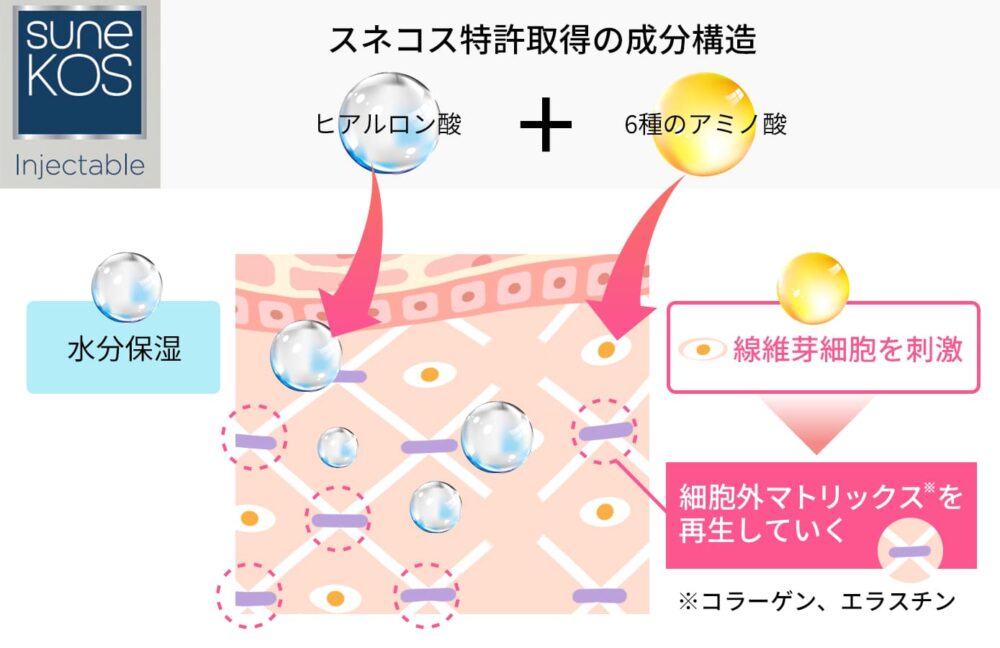 sune
KOS
Injectable
スネコス特許取得の成分構造
ヒアルロン酸
+
6種のアミノ酸
水分保湿
線維芽細胞を刺激
細胞外マトリックス※を
再生していく
※コラーゲン、エラスチン